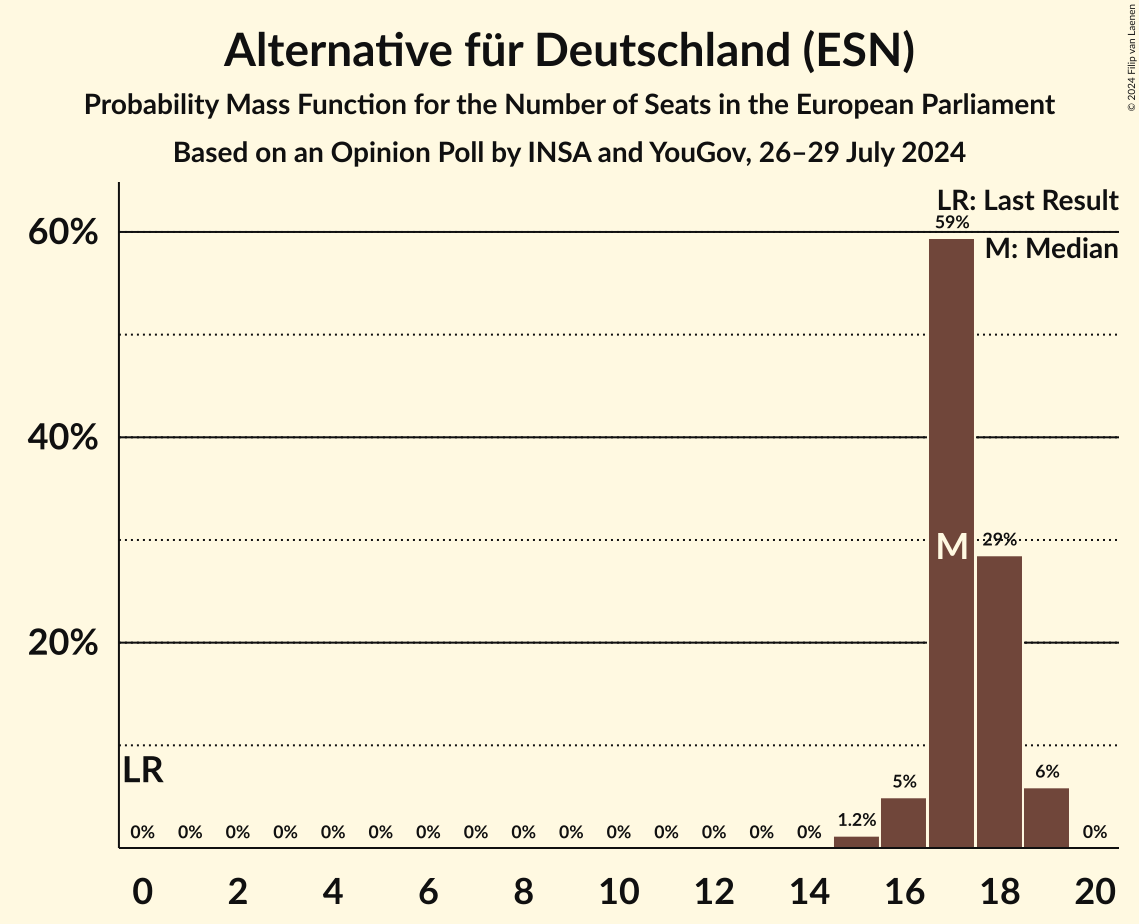 Alternative für Deutschland (ESN)
Probability Mass Function for the Number of Seats in the European Parliament
Based on an Opinion Poll by INSA and YouGov, 26–29 July 2024
© 2024 Filip van Laenen
LR: Last Result
M: Median
60%
40%
20%
59%
M
29%
LR
0% 0% 0% 0% 0% 0% 0% 0% 0% 0% 0% 0% 0% 0% 0% 1.2% 5% 6% 0%
0 2 4 6 8 10 12 14 16 18 20